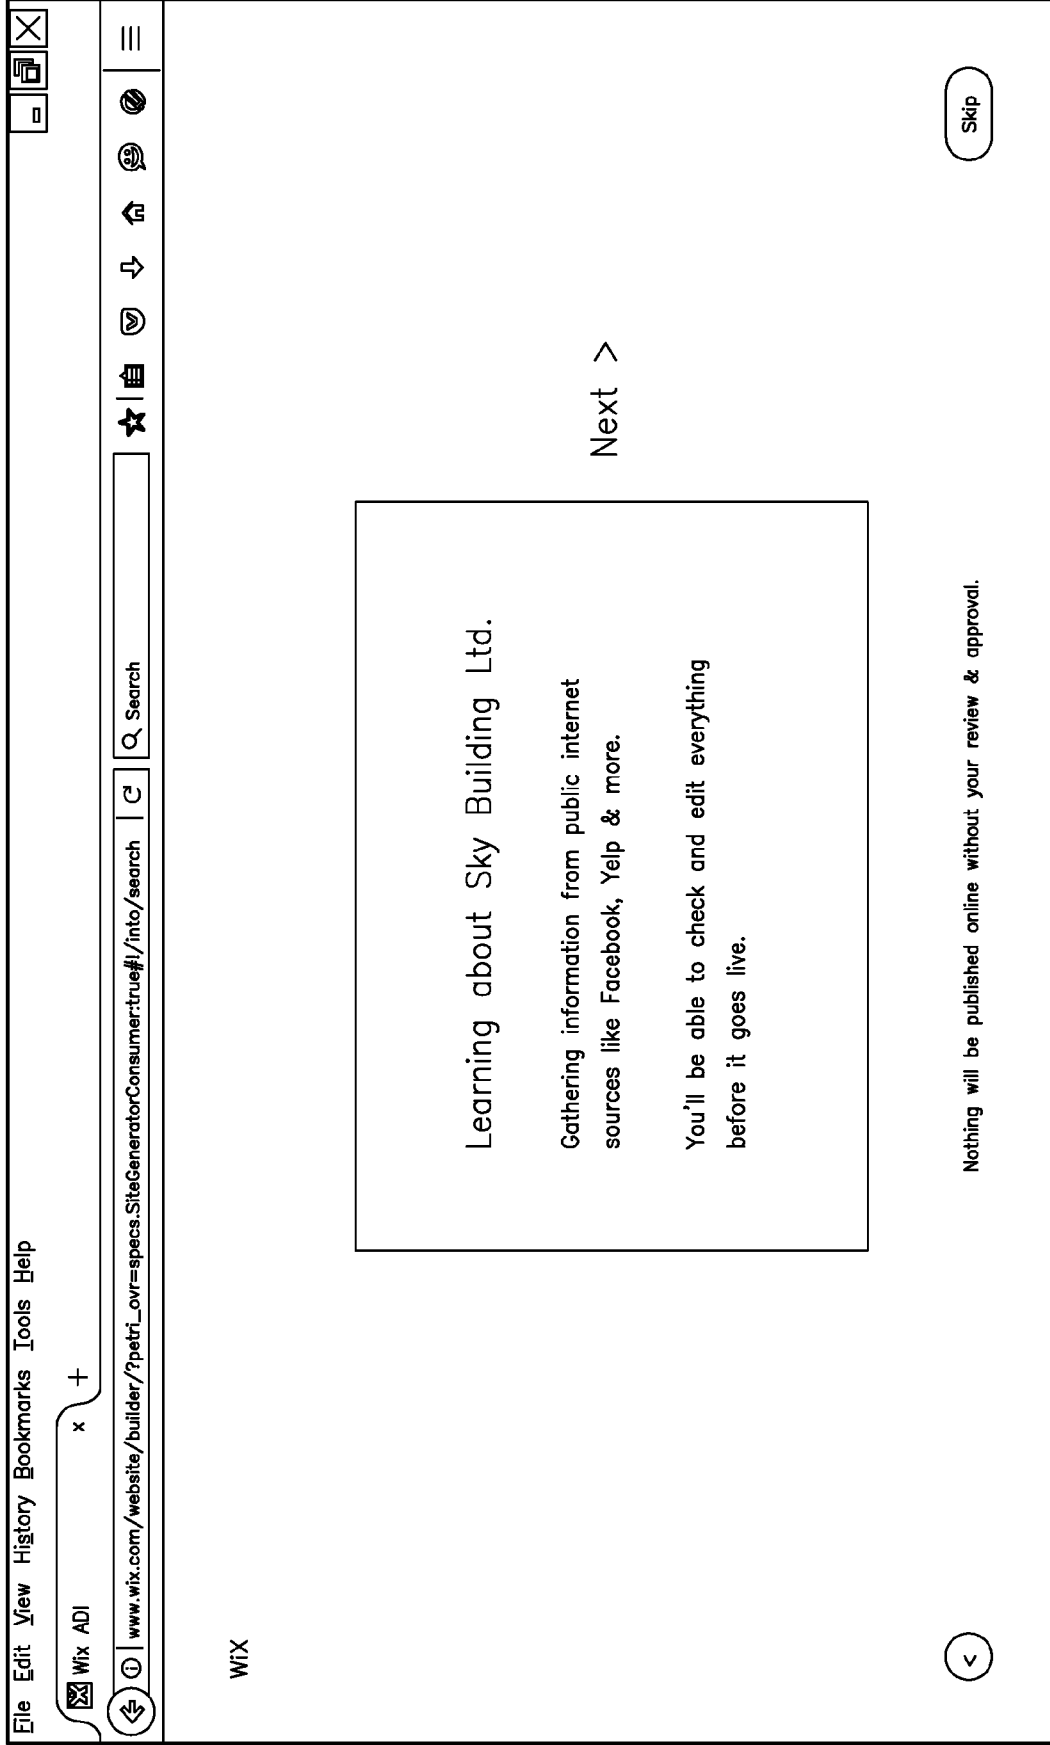 File Edit View History Bookmarks Tools Help
Wix ADI x +
www.wix.com/website/builder/?petri_ovr=specs.SiteGeneratorConsumer:true#!/into/search
Search
WiX
Learning about Sky Building Ltd.
Gathering information from public internet
sources like Facebook, Yelp & more.
You'll be able to check and edit everything
before it goes live.
Next >
<
Nothing will be published online without your review & approval.
Skip